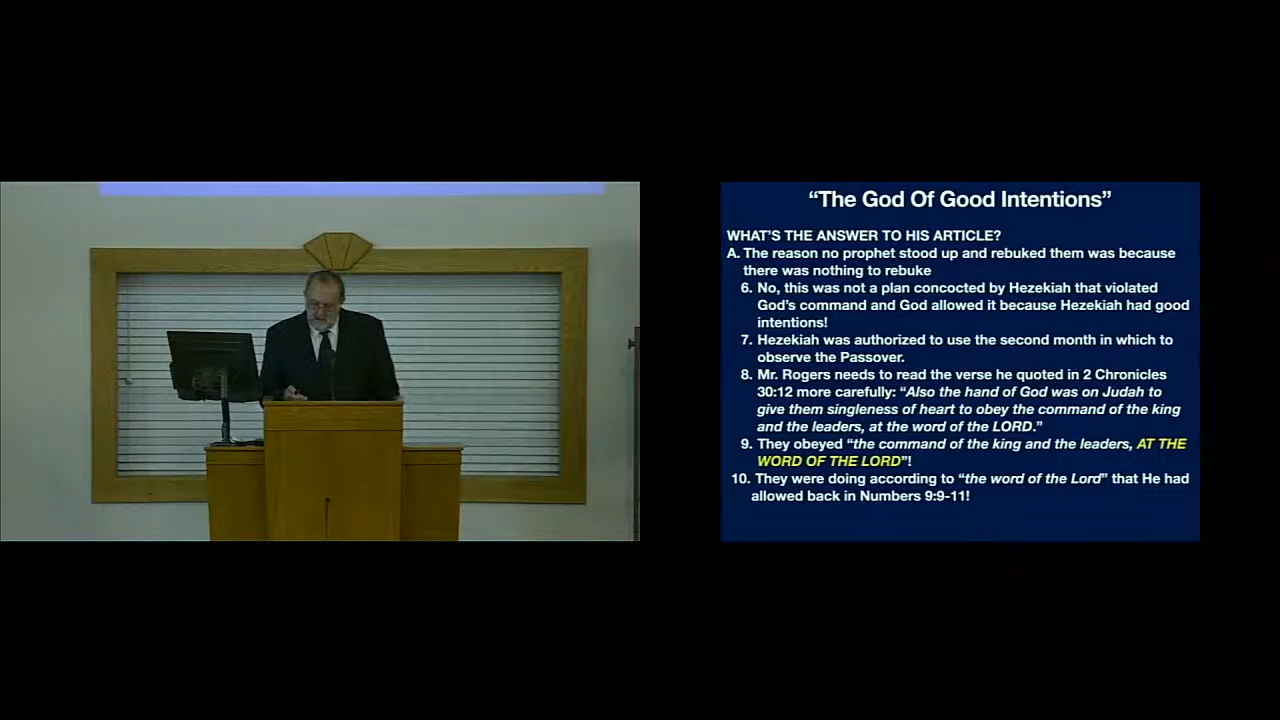 “The God Of Good Intentions”
WHAT’S THE ANSWER TO HIS ARTICLE?
A. The reason no prophet stood up and rebuked them was because
there was nothing to rebuke
6. No, this was not a plan concocted by Hezekiah that violated
God’s command and God allowed it because Hezekiah had good
intentions!
7. Hezekiah was authorized to use the second month in which to
observe the Passover.
8. Mr. Rogers needs to read the verse he quoted in 2 Chronicles
30:12 more carefully: “Also the hand of God was on Judah to
give them singleness of heart to obey the command of the king
and the leaders, at the word of the LORD.”
9. They obeyed “the command of the king and the leaders, AT THE
WORD OF THE LORD”!
10. They were doing according to “the word of the Lord” that He had
allowed back in Numbers 9:9-11!